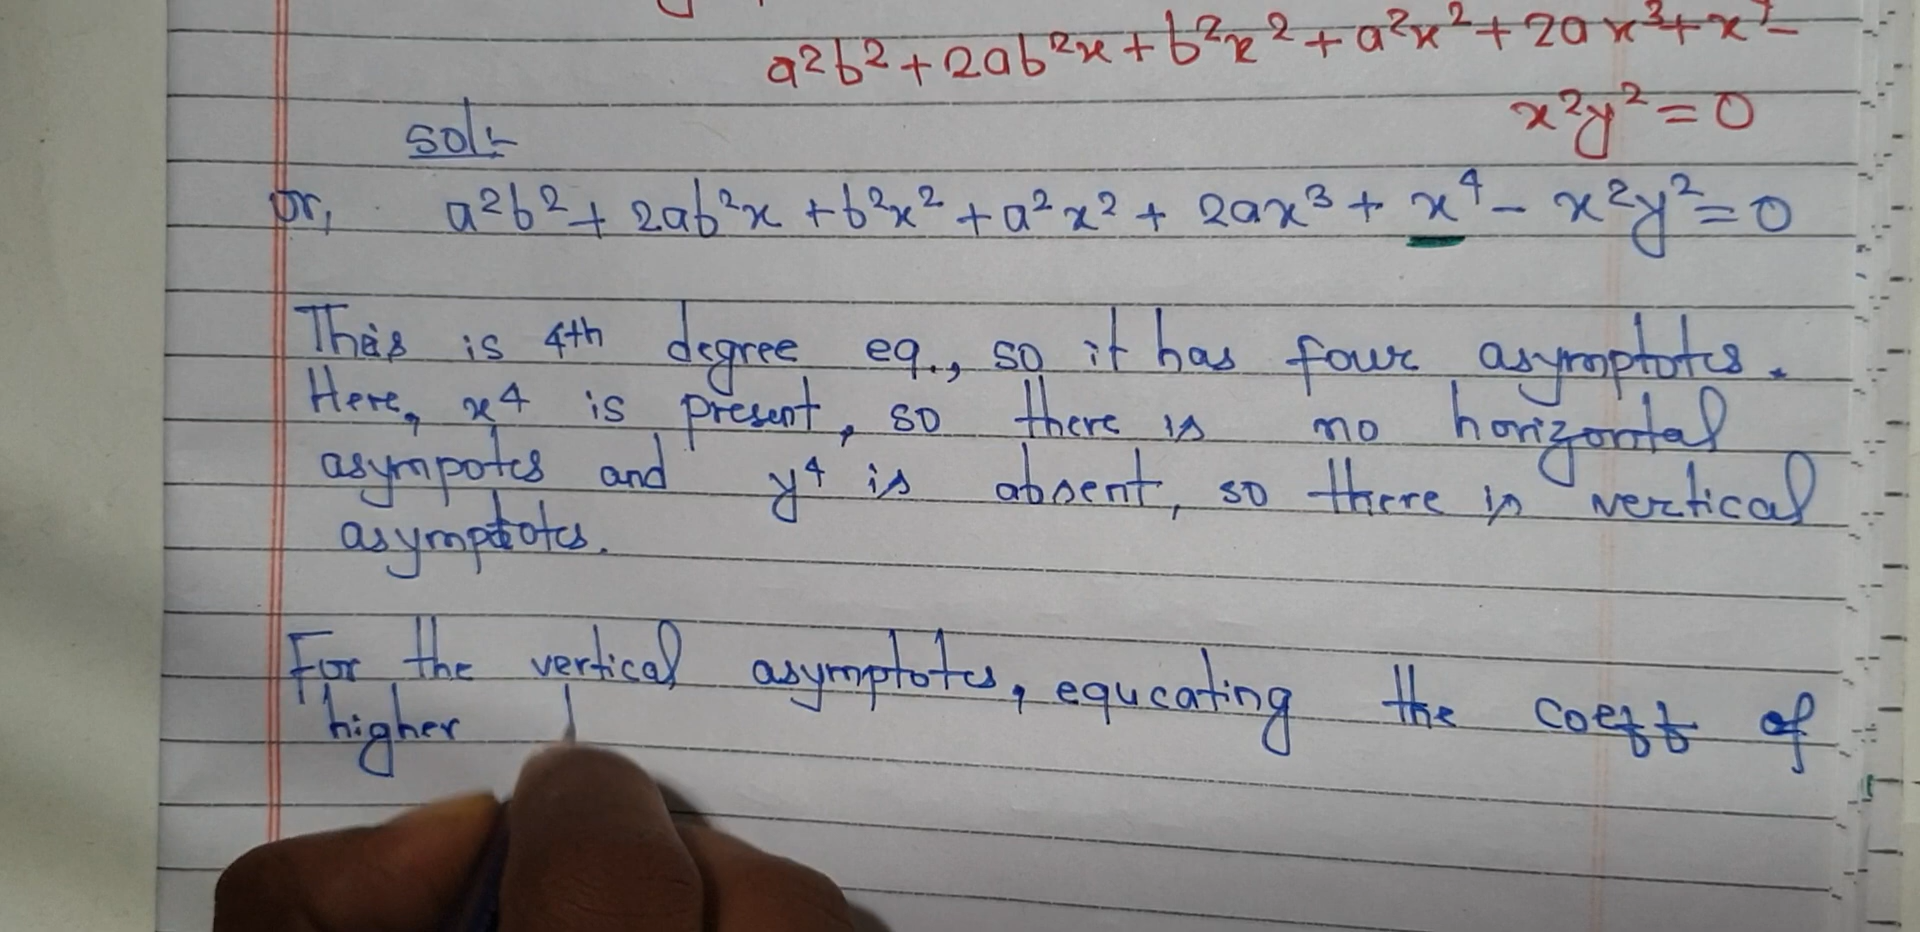 a²b² + 2ab²x + b²x² + a²x² + 2ax³ + x⁴ -
x²y² = 0
sol:-
or, a²b² + 2ab²x + b²x² + a²x² + 2ax³ + x⁴ - x²y² = 0
This is 4th degree eq., so it has four asymptotes.
Here, x⁴ is present, so there is no horizontal
asympotes and y⁴ is absent, so there is vertical
asymptotes.
For the vertical asymptotes, equcating the coeff of
higher